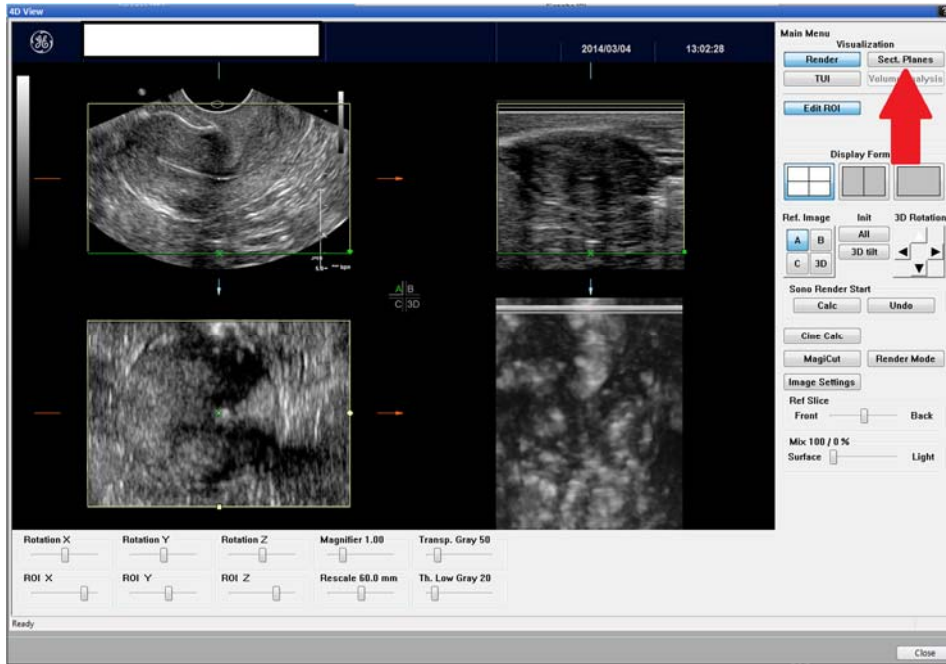 4D View
2014/03/04 13:02:28
Main Menu
Visualization
Render Sect. Planes
TUI Volume Analysis
Edit ROI
Display Form
Ref. Image Init 3D Rotation
A B All
C 3D 3D tilt
Sono Render Start
Calc Undo
Cine Calc.
MagiCut Render Mode
Image Settings
Ref Slice
Front Back
Mix 100 / 0 %
Surface Light
A B
C 3D
Rotation X Rotation Y Rotation Z Magnifier 1.00 Transp. Gray 50
ROI X ROI Y ROI Z Rescale 60.0 mm Th. Low Gray 20
Ready
Close